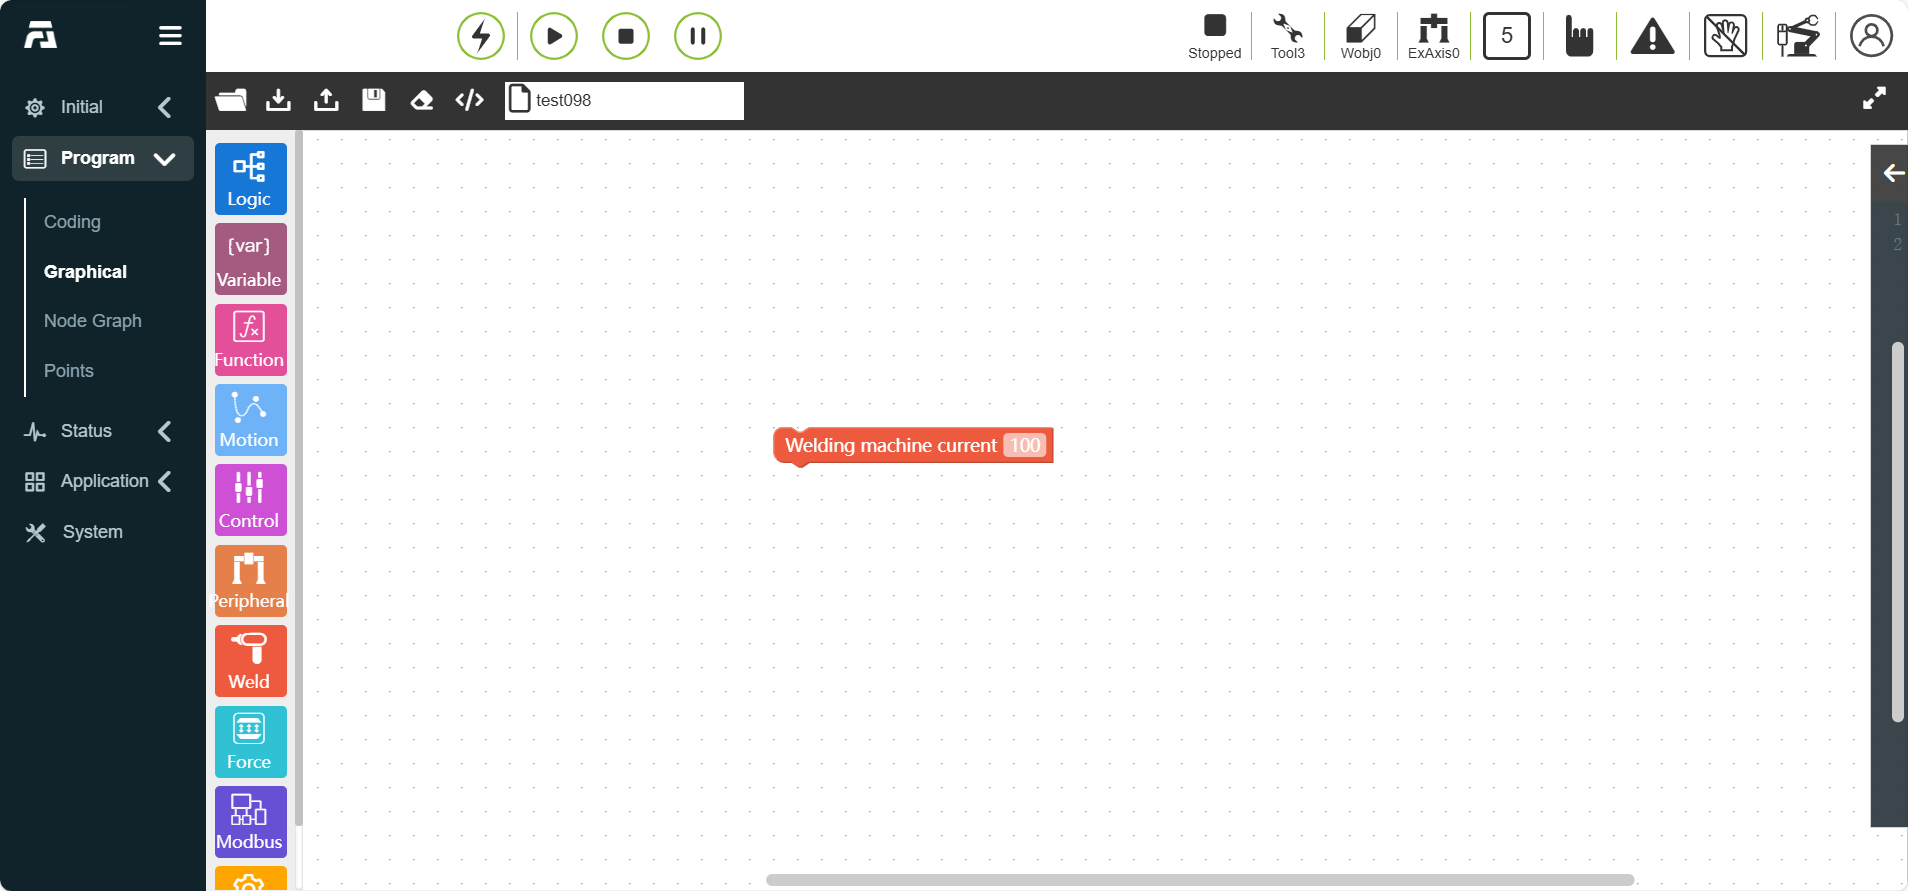 Stopped
Tool3
Wobj0
ExAxis0
5
Initial
Program
Coding
Graphical
Node Graph
Points
Status
Application
System
</>
test098
Logic
{var}
Variable
fx
Function
Motion
Control
Peripheral
Weld
Force
Modbus
Welding machine current 100
1
2